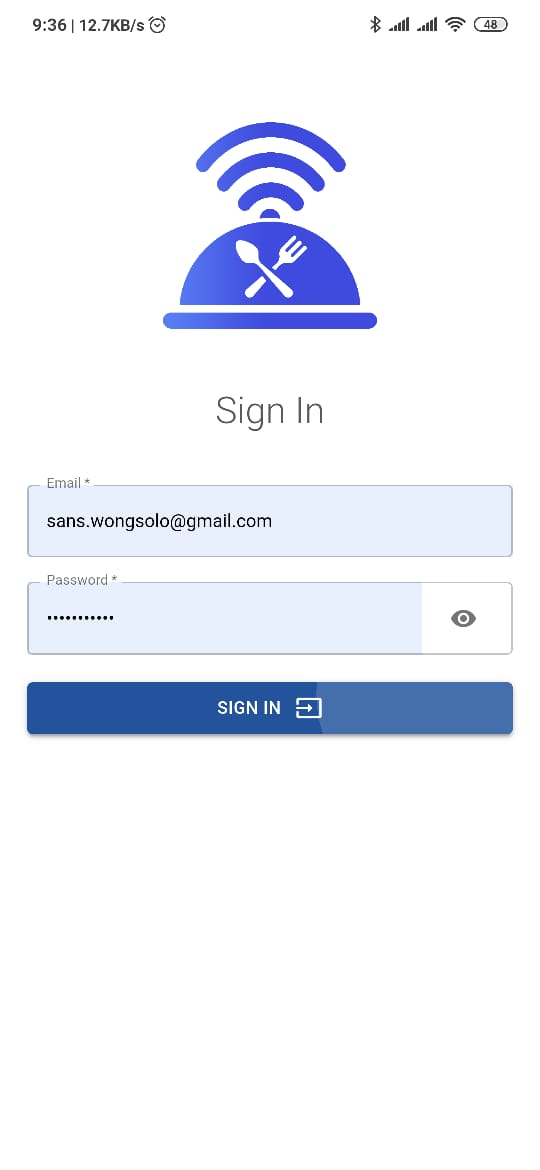 9:36 | 12.7KB/s 48
Sign In
Email *
sans.wongsolo@gmail.com
Password *
•••••••••••
SIGN IN